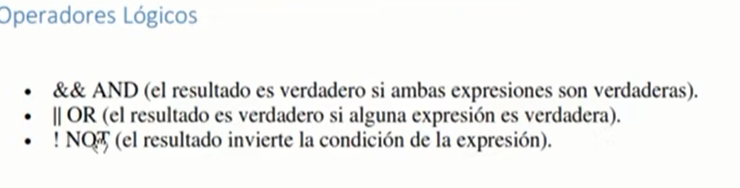 Operadores Lógicos
• && AND (el resultado es verdadero si ambas expresiones son verdaderas).
• || OR (el resultado es verdadero si alguna expresión es verdadera).
• ! NOT (el resultado invierte la condición de la expresión).